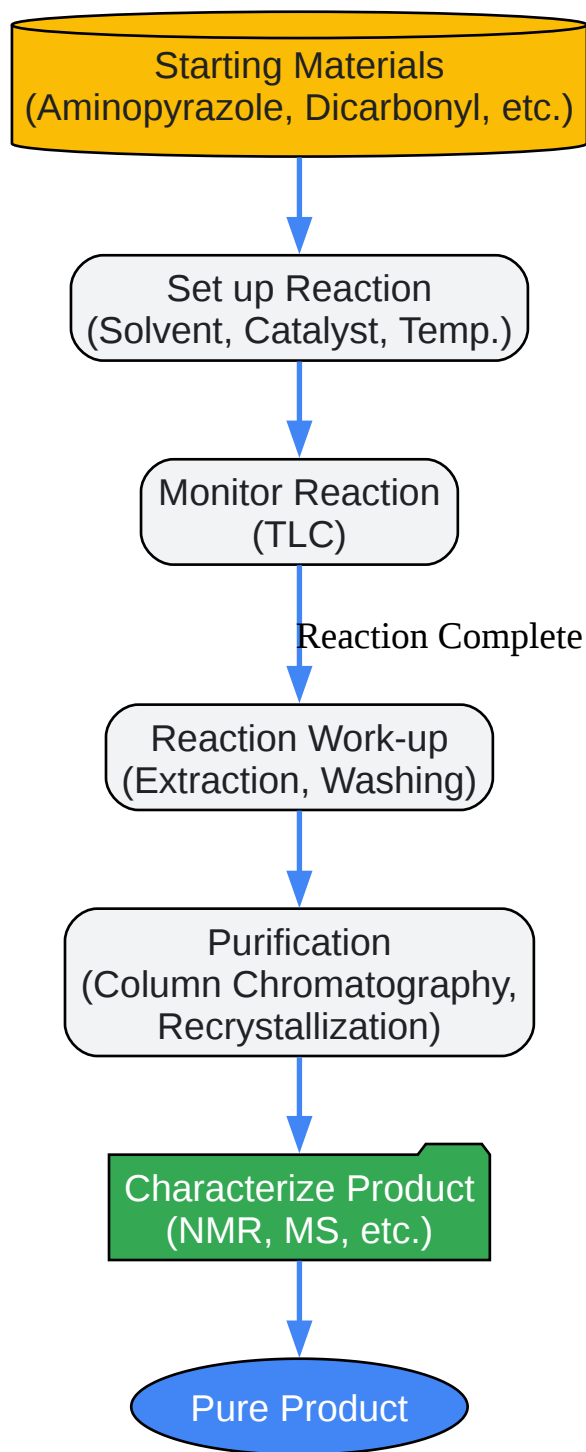 Starting Materials
(Aminopyrazole, Dicarbonyl, etc.)
Set up Reaction
(Solvent, Catalyst, Temp.)
Monitor Reaction
(TLC)
Reaction Complete
Reaction Work-up
(Extraction, Washing)
Purification
(Column Chromatography,
Recrystallization)
Characterize Product
(NMR, MS, etc.)
Pure Product